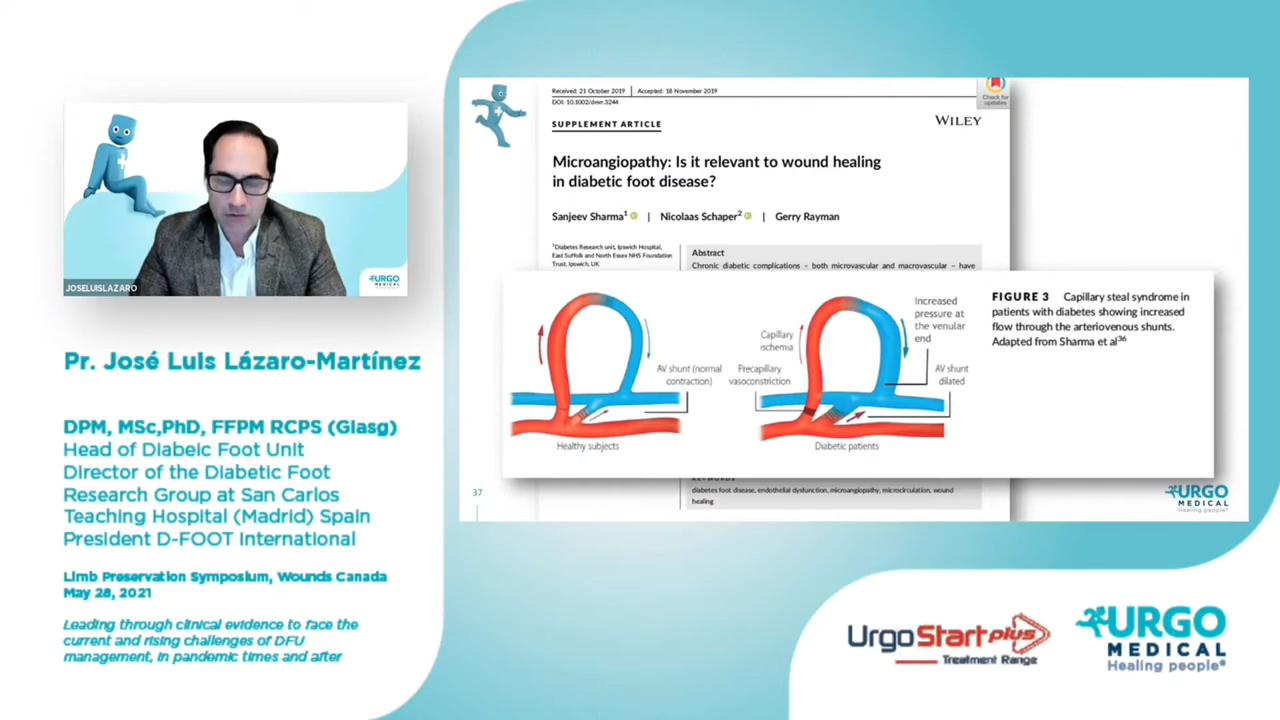 JOSELUISLAZARO
URGO
MEDICAL
Pr. José Luis Lázaro-Martínez
DPM, MSc,PhD, FFPM RCPS (Glasg)
Head of Diabeic Foot Unit
Director of the Diabetic Foot
Research Group at San Carlos
Teaching Hospital (Madrid) Spain
President D-FOOT International
Limb Preservation Symposium, Wounds Canada
May 28, 2021
Leading through clinical evidence to face the
current and rising challenges of DFU
management, in pandemic times and after
Received: 21 October 2019 | Accepted: 18 November 2019
DOI: 10.1002/dmrr.3244
Check for
updates
SUPPLEMENT ARTICLE
WILEY
Microangiopathy: Is it relevant to wound healing
in diabetic foot disease?
Sanjeev Sharma1 | Nicolaas Schaper2 | Gerry Rayman
1Diabetes Research unit, Ipswich Hospital,
East Suffolk and North Essex NHS Foundation
Trust, Ipswich, UK
Abstract
Chronic diabetic complications – both microvascular and macrovascular – have
AV shunt (normal
contraction)
Healthy subjects
Capillary
ischemia
Precapillary
vasoconstriction
Increased
pressure at
the venular
end
AV shunt
dilated
Diabetic patients
FIGURE 3 Capillary steal syndrome in
patients with diabetes showing increased
flow through the arteriovenous shunts.
Adapted from Sharma et al36
KEYWORDS
diabetes foot disease, endothelial dysfunction, microangiopathy, microcirculation, wound
healing
37
URGO
MEDICAL
Healing people®
UrgoStart plus
Treatment Range
URGO
MEDICAL
Healing people®